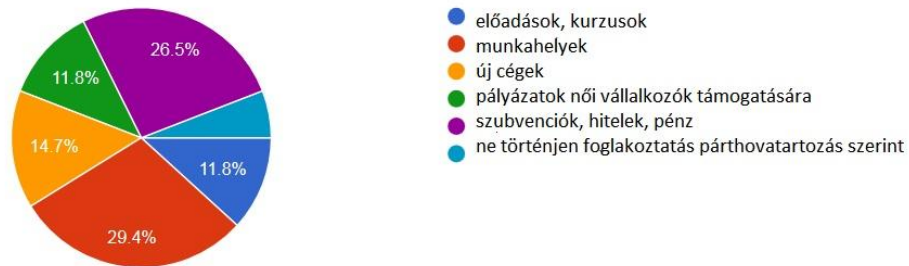 26.5%
11.8%
14.7%
11.8%
29.4%
előadások, kurzusok
munkahelyek
új cégek
pályázatok női vállalkozók támogatására
szubvenciók, hitelek, pénz
ne történjen foglakoztatás párthovatartozás szerint